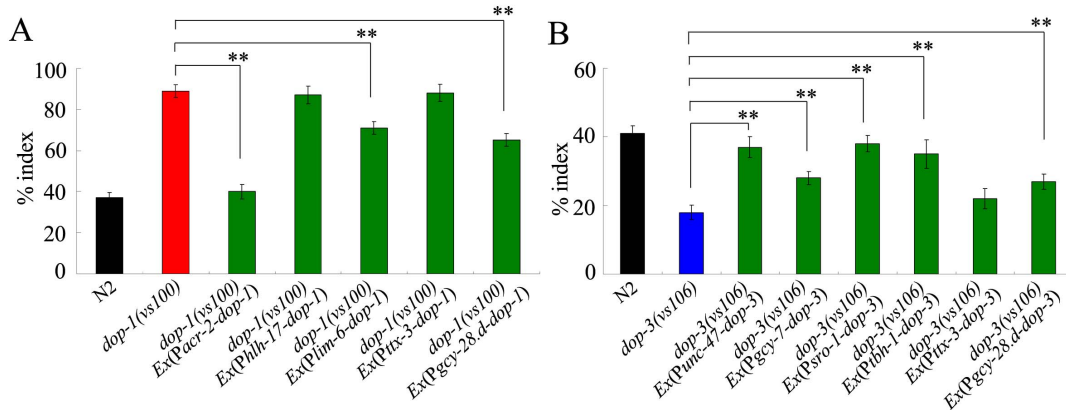 A
% index
100
80
60
40
20
0
**
**
**
N2
dop-1(vs100)
dop-1(vs100)
Ex(Pacr-2-dop-1)
dop-1(vs100)
Ex(Phlh-17-dop-1)
dop-1(vs100)
Ex(Plim-6-dop-1)
dop-1(vs100)
Ex(Pttx-3-dop-1)
dop-1(vs100)
Ex(Pgcy-28.d-dop-1)
B
% index
60
40
20
0
**
**
**
**
**
N2
dop-3(vs106)
dop-3(vs106)
Ex(Punc-47-dop-3)
dop-3(vs106)
Ex(Pgcy-7-dop-3)
dop-3(vs106)
Ex(Psro-1-dop-3)
dop-3(vs106)
Ex(Ptbh-1-dop-3)
dop-3(vs106)
Ex(Pttx-3-dop-3)
dop-3(vs106)
Ex(Pgcy-28.d-dop-3)